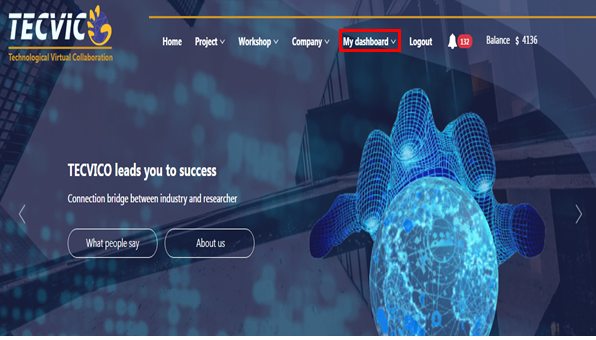 TECVICO
Technological Virtual Collaboration
Home Project Workshop Company My dashboard Logout 132 Balance $ 4136
TECVICO leads you to success
Connection bridge between industry and researcher
What people say About us